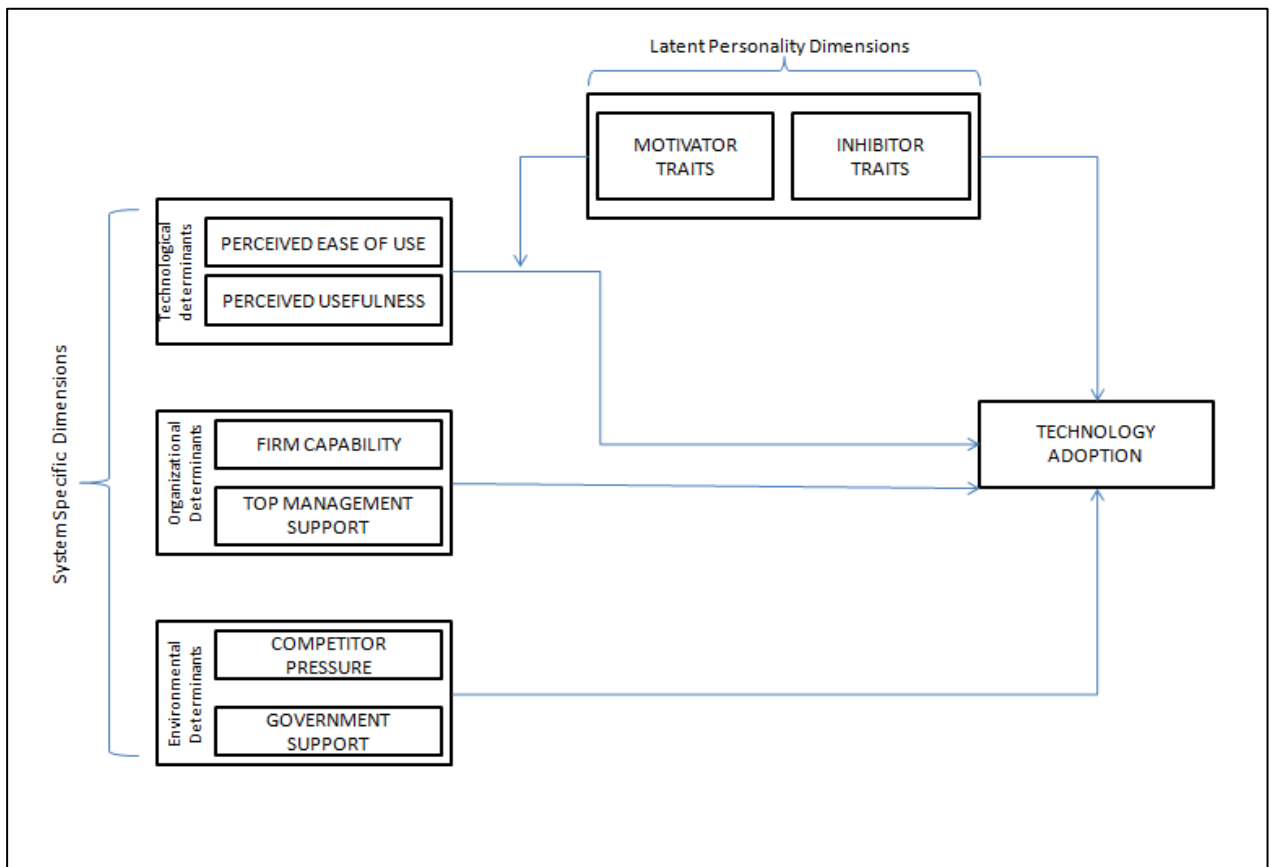 Latent Personality Dimensions
MOTIVATOR
TRAITS
INHIBITOR
TRAITS
System Specific Dimensions
Technological
determinants
PERCEIVED EASE OF USE
PERCEIVED USEFULNESS
Organizational
Determinants
FIRM CAPABILITY
TOP MANAGEMENT
SUPPORT
TECHNOLOGY
ADOPTION
Environmental
Determinants
COMPETITOR
PRESSURE
GOVERNMENT
SUPPORT